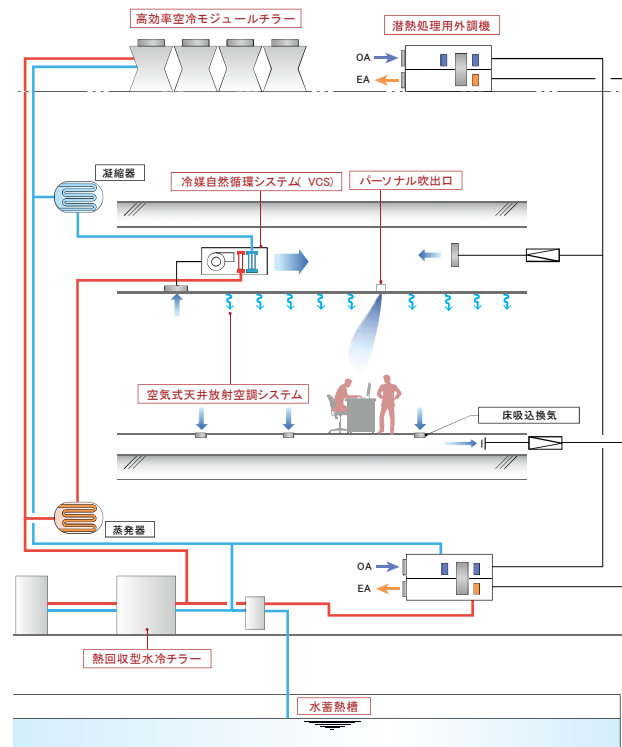 高効率空冷モジュールチラー
潜熱処理用外調機
OA
EA
凝縮器
冷媒自然循環システム( VCS)
パーソナル吹出口
空気式天井放射空調システム
床吸込換気
蒸発器
OA
EA
熱回収型水冷チラー
水蓄熱槽